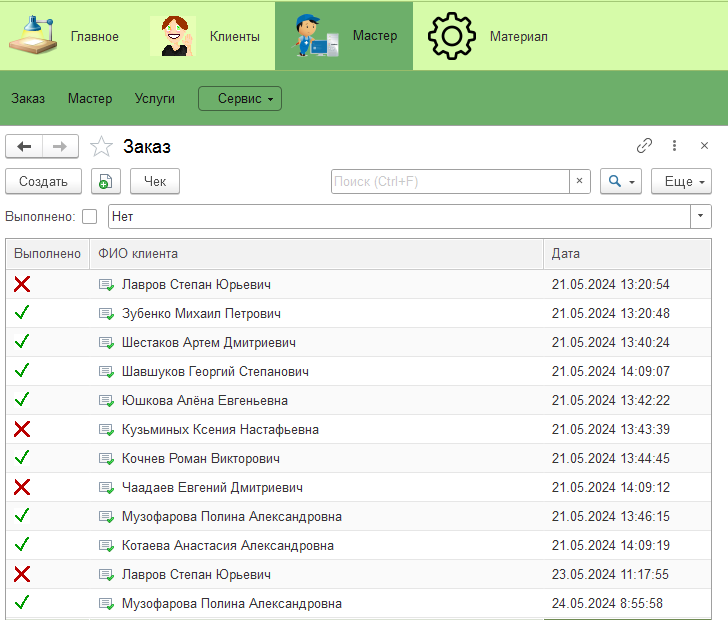 Главное Клиенты Мастер Материал
Заказ Мастер Услуги Сервис
Заказ
Создать Чек Поиск (Ctrl+F) × Еще
Выполнено: Нет
Выполнено ФИО клиента Дата
Лавров Степан Юрьевич 21.05.2024 13:20:54
Зубенко Михаил Петрович 21.05.2024 13:20:48
Шестаков Артем Дмитриевич 21.05.2024 13:40:24
Шавшуков Георгий Степанович 21.05.2024 14:09:07
Юшкова Алёна Евгеньевна 21.05.2024 13:42:22
Кузьминых Ксения Настафьевна 21.05.2024 13:43:39
Кочнев Роман Викторович 21.05.2024 13:44:45
Чаадаев Евгений Дмитриевич 21.05.2024 14:09:12
Музофарова Полина Александровна 21.05.2024 13:46:15
Котаева Анастасия Александровна 21.05.2024 14:09:19
Лавров Степан Юрьевич 23.05.2024 11:17:55
Музофарова Полина Александровна 24.05.2024 8:55:58